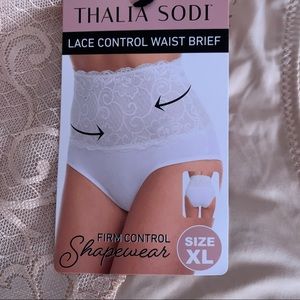 THALIA SODI
LACE CONTROL WAIST BRIEF
FIRM CONTROL
Shapewear
SIZE
XL